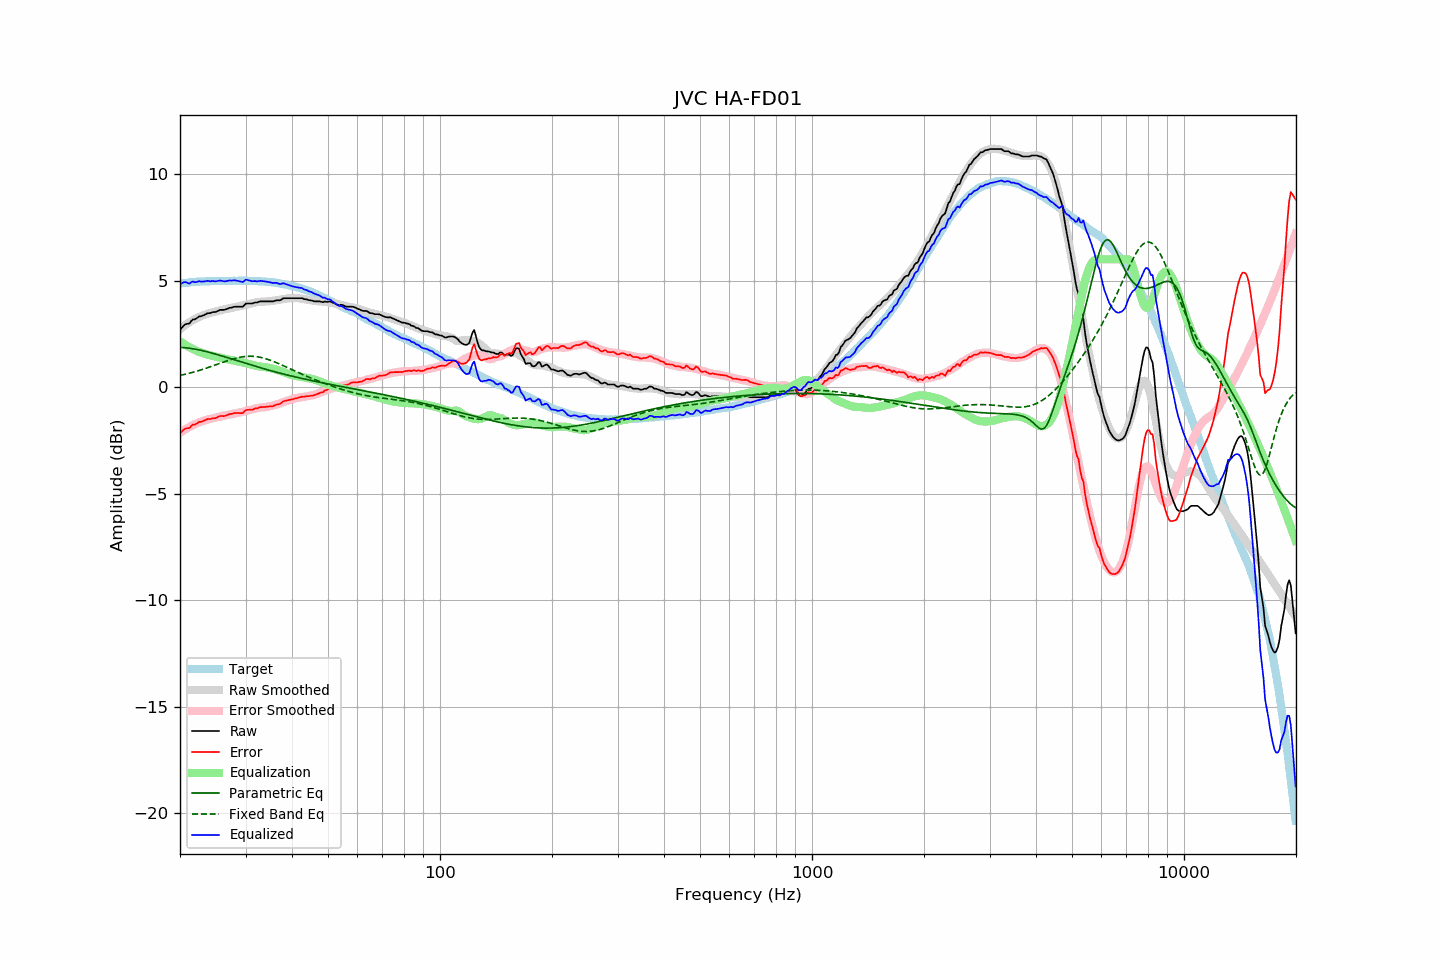 JVC HA-FD01
10
5
0
−5
−10
−15
−20
Amplitude (dBr)
Target
Raw Smoothed
Error Smoothed
Raw
Error
Equalization
Parametric Eq
Fixed Band Eq
Equalized
100
1000
10000
Frequency (Hz)